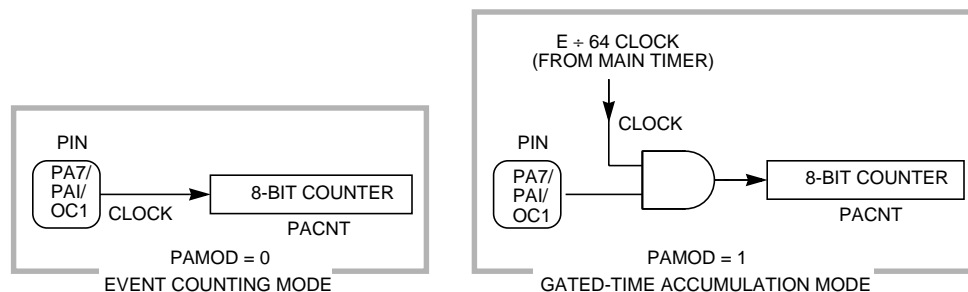 PIN
PA7/
PAI/
OC1
CLOCK
8-BIT COUNTER
PACNT
PAMOD = 0
EVENT COUNTING MODE
E ÷ 64 CLOCK
(FROM MAIN TIMER)
CLOCK
PIN
PA7/
PAI/
OC1
8-BIT COUNTER
PACNT
PAMOD = 1
GATED-TIME ACCUMULATION MODE